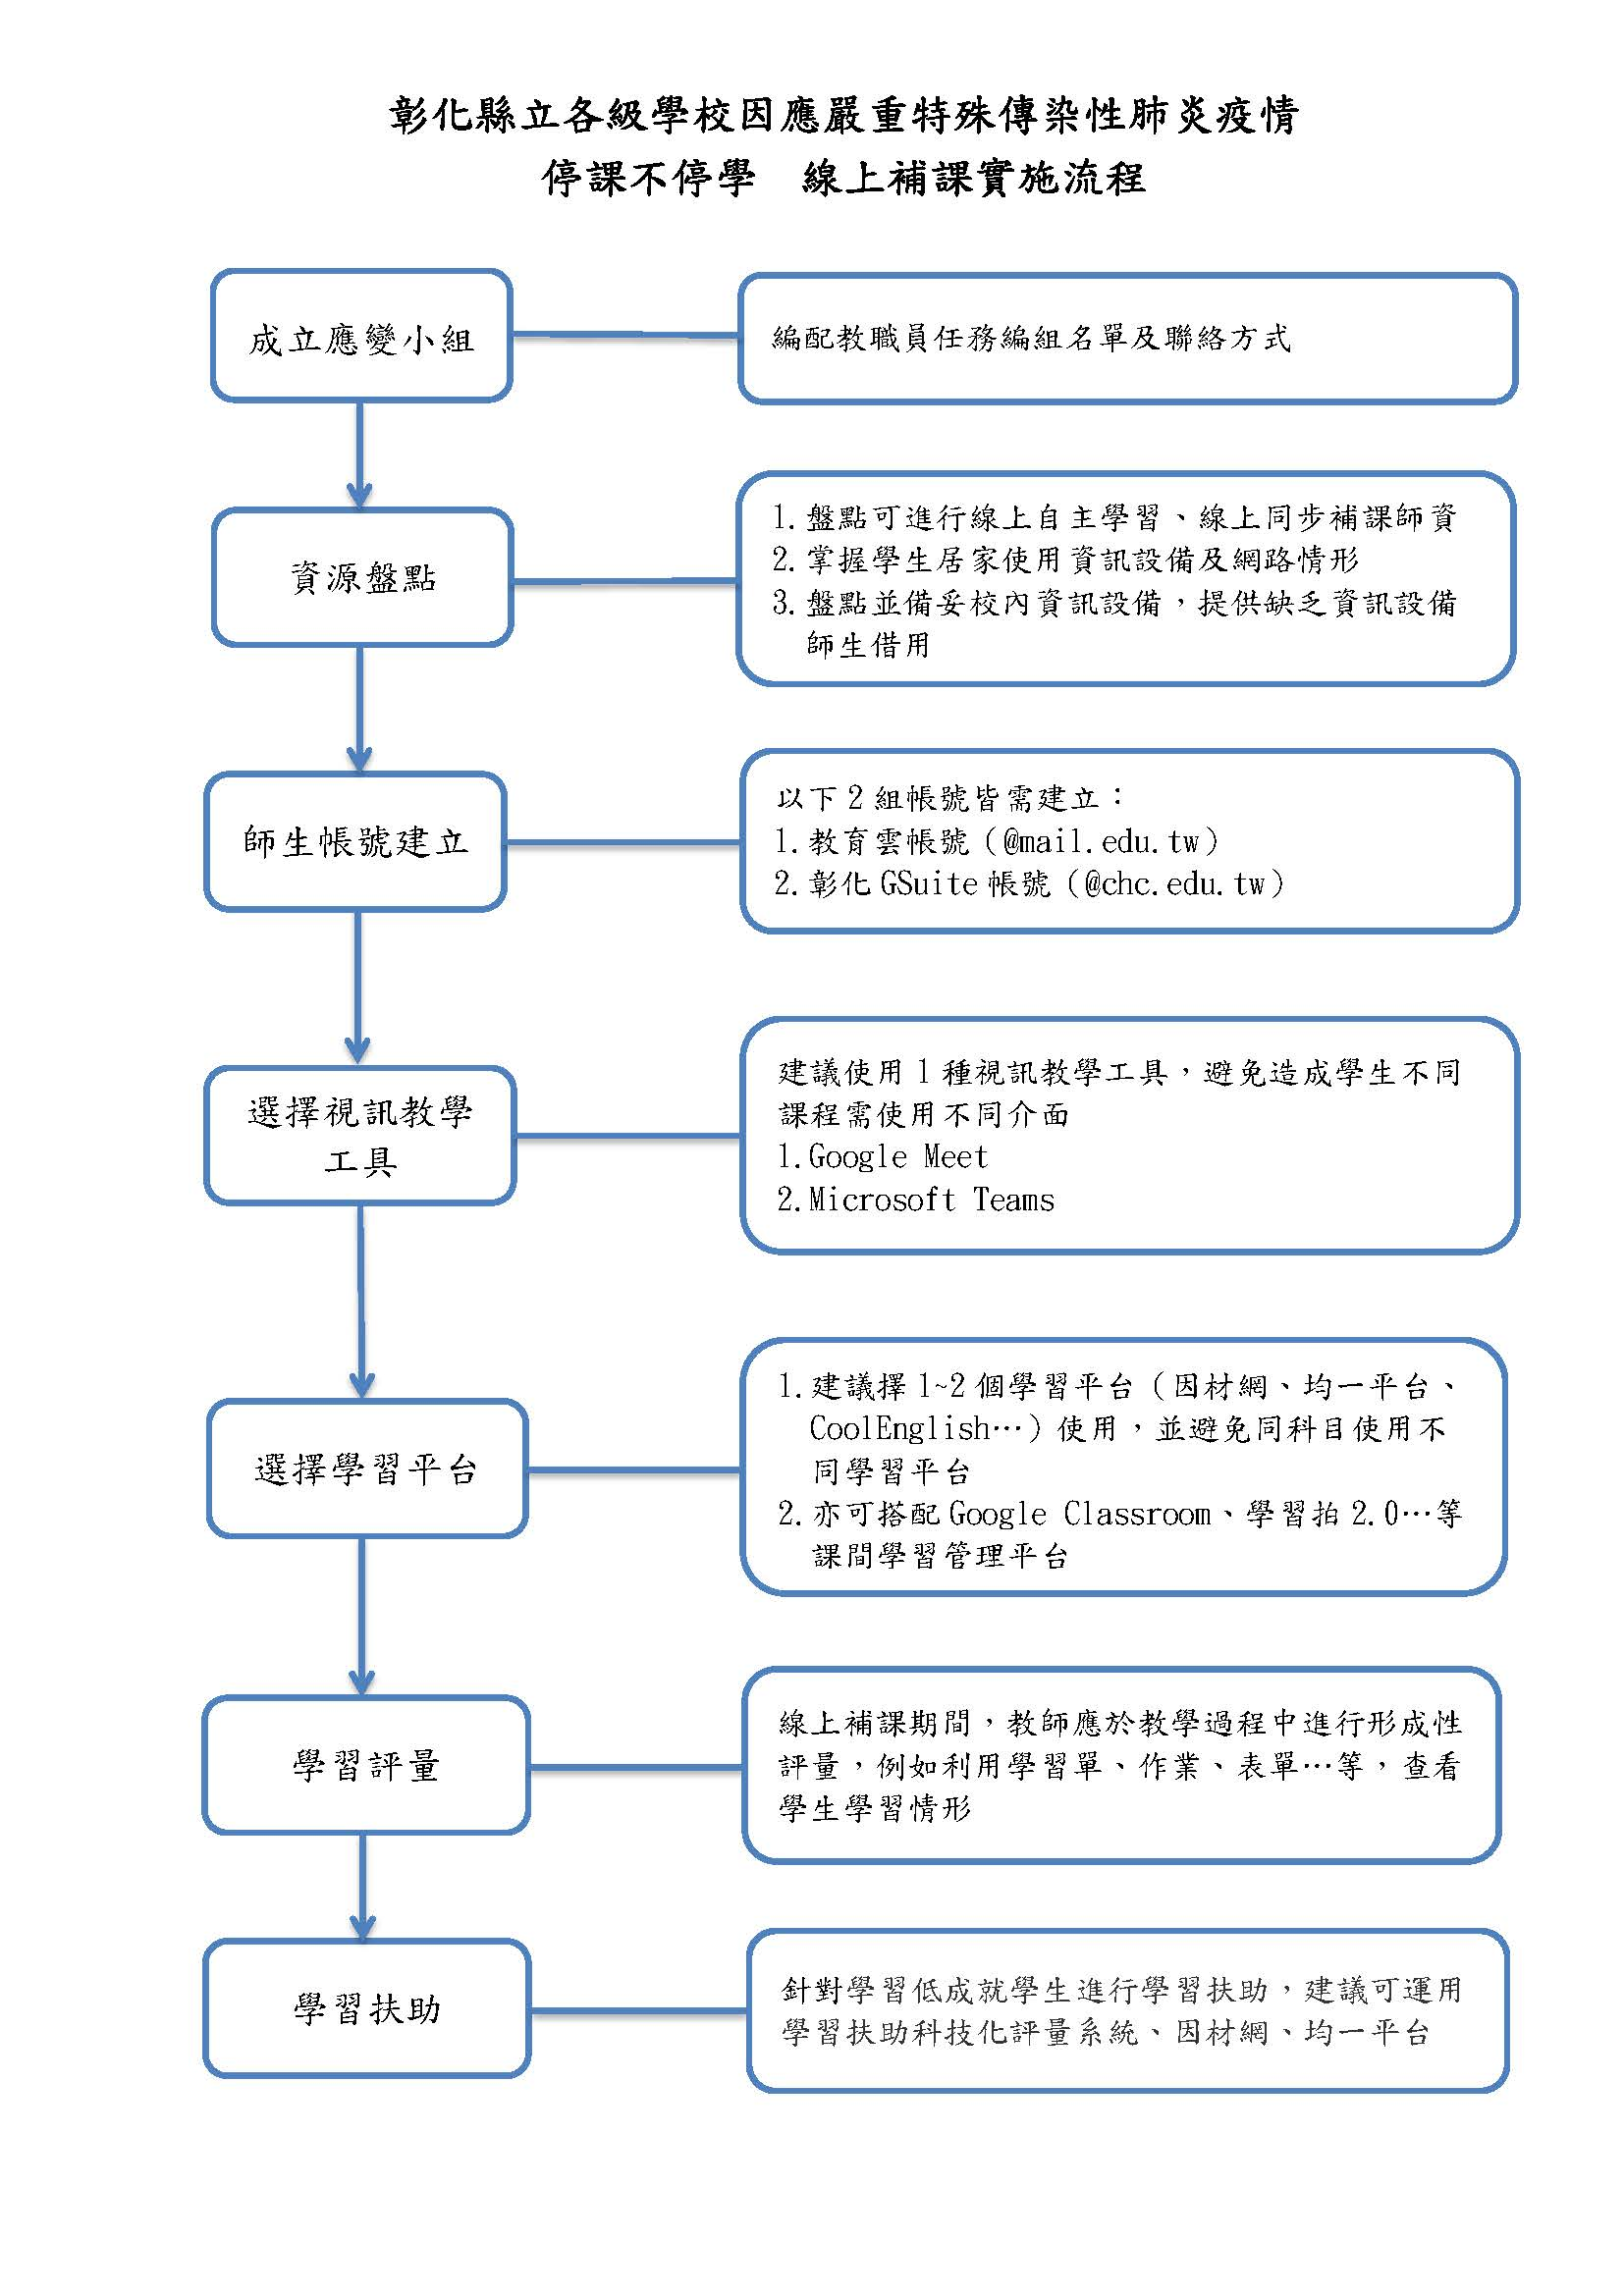 彰化縣立各級學校因應嚴重特殊傳染性肺炎疫情
停課不停學　線上補課實施流程
成立應變小組
編配教職員任務編組名單及聯絡方式
資源盤點
1.盤點可進行線上自主學習、線上同步補課師資
2.掌握學生居家使用資訊設備及網路情形
3.盤點並備妥校內資訊設備，提供缺乏資訊設備
師生借用
師生帳號建立
以下2組帳號皆需建立：
1.教育雲帳號（@mail.edu.tw）
2.彰化GSuite帳號（@chc.edu.tw）
選擇視訊教學
工具
建議使用1種視訊教學工具，避免造成學生不同
課程需使用不同介面
1.Google Meet
2.Microsoft Teams
選擇學習平台
1.建議擇1~2個學習平台（因材網、均一平台、
CoolEnglish…）使用，並避免同科目使用不
同學習平台
2.亦可搭配Google Classroom、學習拍2.0…等
課間學習管理平台
學習評量
線上補課期間，教師應於教學過程中進行形成性
評量，例如利用學習單、作業、表單…等，查看
學生學習情形
學習扶助
針對學習低成就學生進行學習扶助，建議可運用
學習扶助科技化評量系統、因材網、均一平台